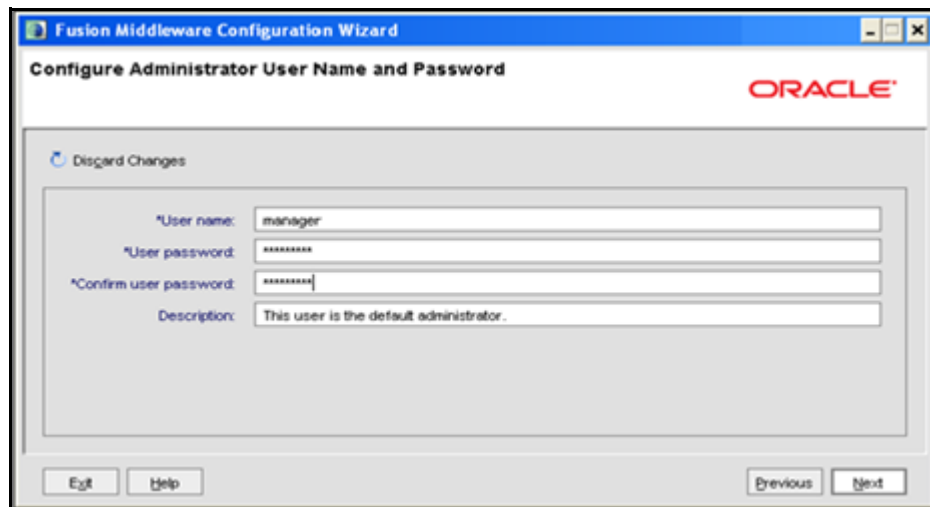 Fusion Middleware Configuration Wizard
Configure Administrator User Name and Password
ORACLE
Discard Changes
*User name: manager
*User password: *********
*Confirm user password: *********
Description: This user is the default administrator.
Exit Help Previous Next